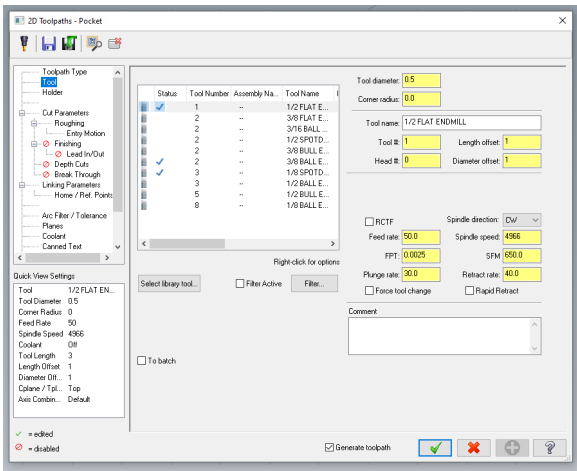 2D Toolpaths - Pocket
Toolpath Type
Tool
Holder
Cut Parameters
Roughing
Entry Motion
Finishing
Lead In/Out
Depth Cuts
Break Through
Linking Parameters
Home / Ref. Points
Arc Filter / Tolerance
Planes
Coolant
Canned Text
Quick View Settings
Tool 1/2 FLAT EN...
Tool Diameter 0.5
Corner Radius 0
Feed Rate 50
Spindle Speed 4966
Coolant Off
Tool Length 3
Length Offset 1
Diameter Off... 1
Cplane / Tpl... Top
Axis Combin... Default
= edited
= disabled
Status Tool Number Assembly Na... Tool Name
1 -- 1/2 FLAT E...
2 -- 3/8 FLAT E...
2 -- 3/16 BALL ...
2 -- 1/2 SPOTD...
2 -- 3/8 BULL E...
2 -- 3/8 BALL E...
3 -- 1/8 SPOTD...
3 -- 1/2 BALL E...
5 -- 1/2 BULL E...
8 -- 1/8 BALL E...
Right-click for options
Select library tool...
Filter Active
Filter...
To batch
Tool diameter: 0.5
Corner radius: 0.0
Tool name: 1/2 FLAT ENDMILL
Tool #: 1 Length offset: 1
Head #: 0 Diameter offset: 1
RCTF Spindle direction: CW
Feed rate: 50.0 Spindle speed: 4966
FPT: 0.0025 SFM 650.0
Plunge rate: 30.0 Retract rate: 40.0
Force tool change Rapid Retract
Comment
Generate toolpath